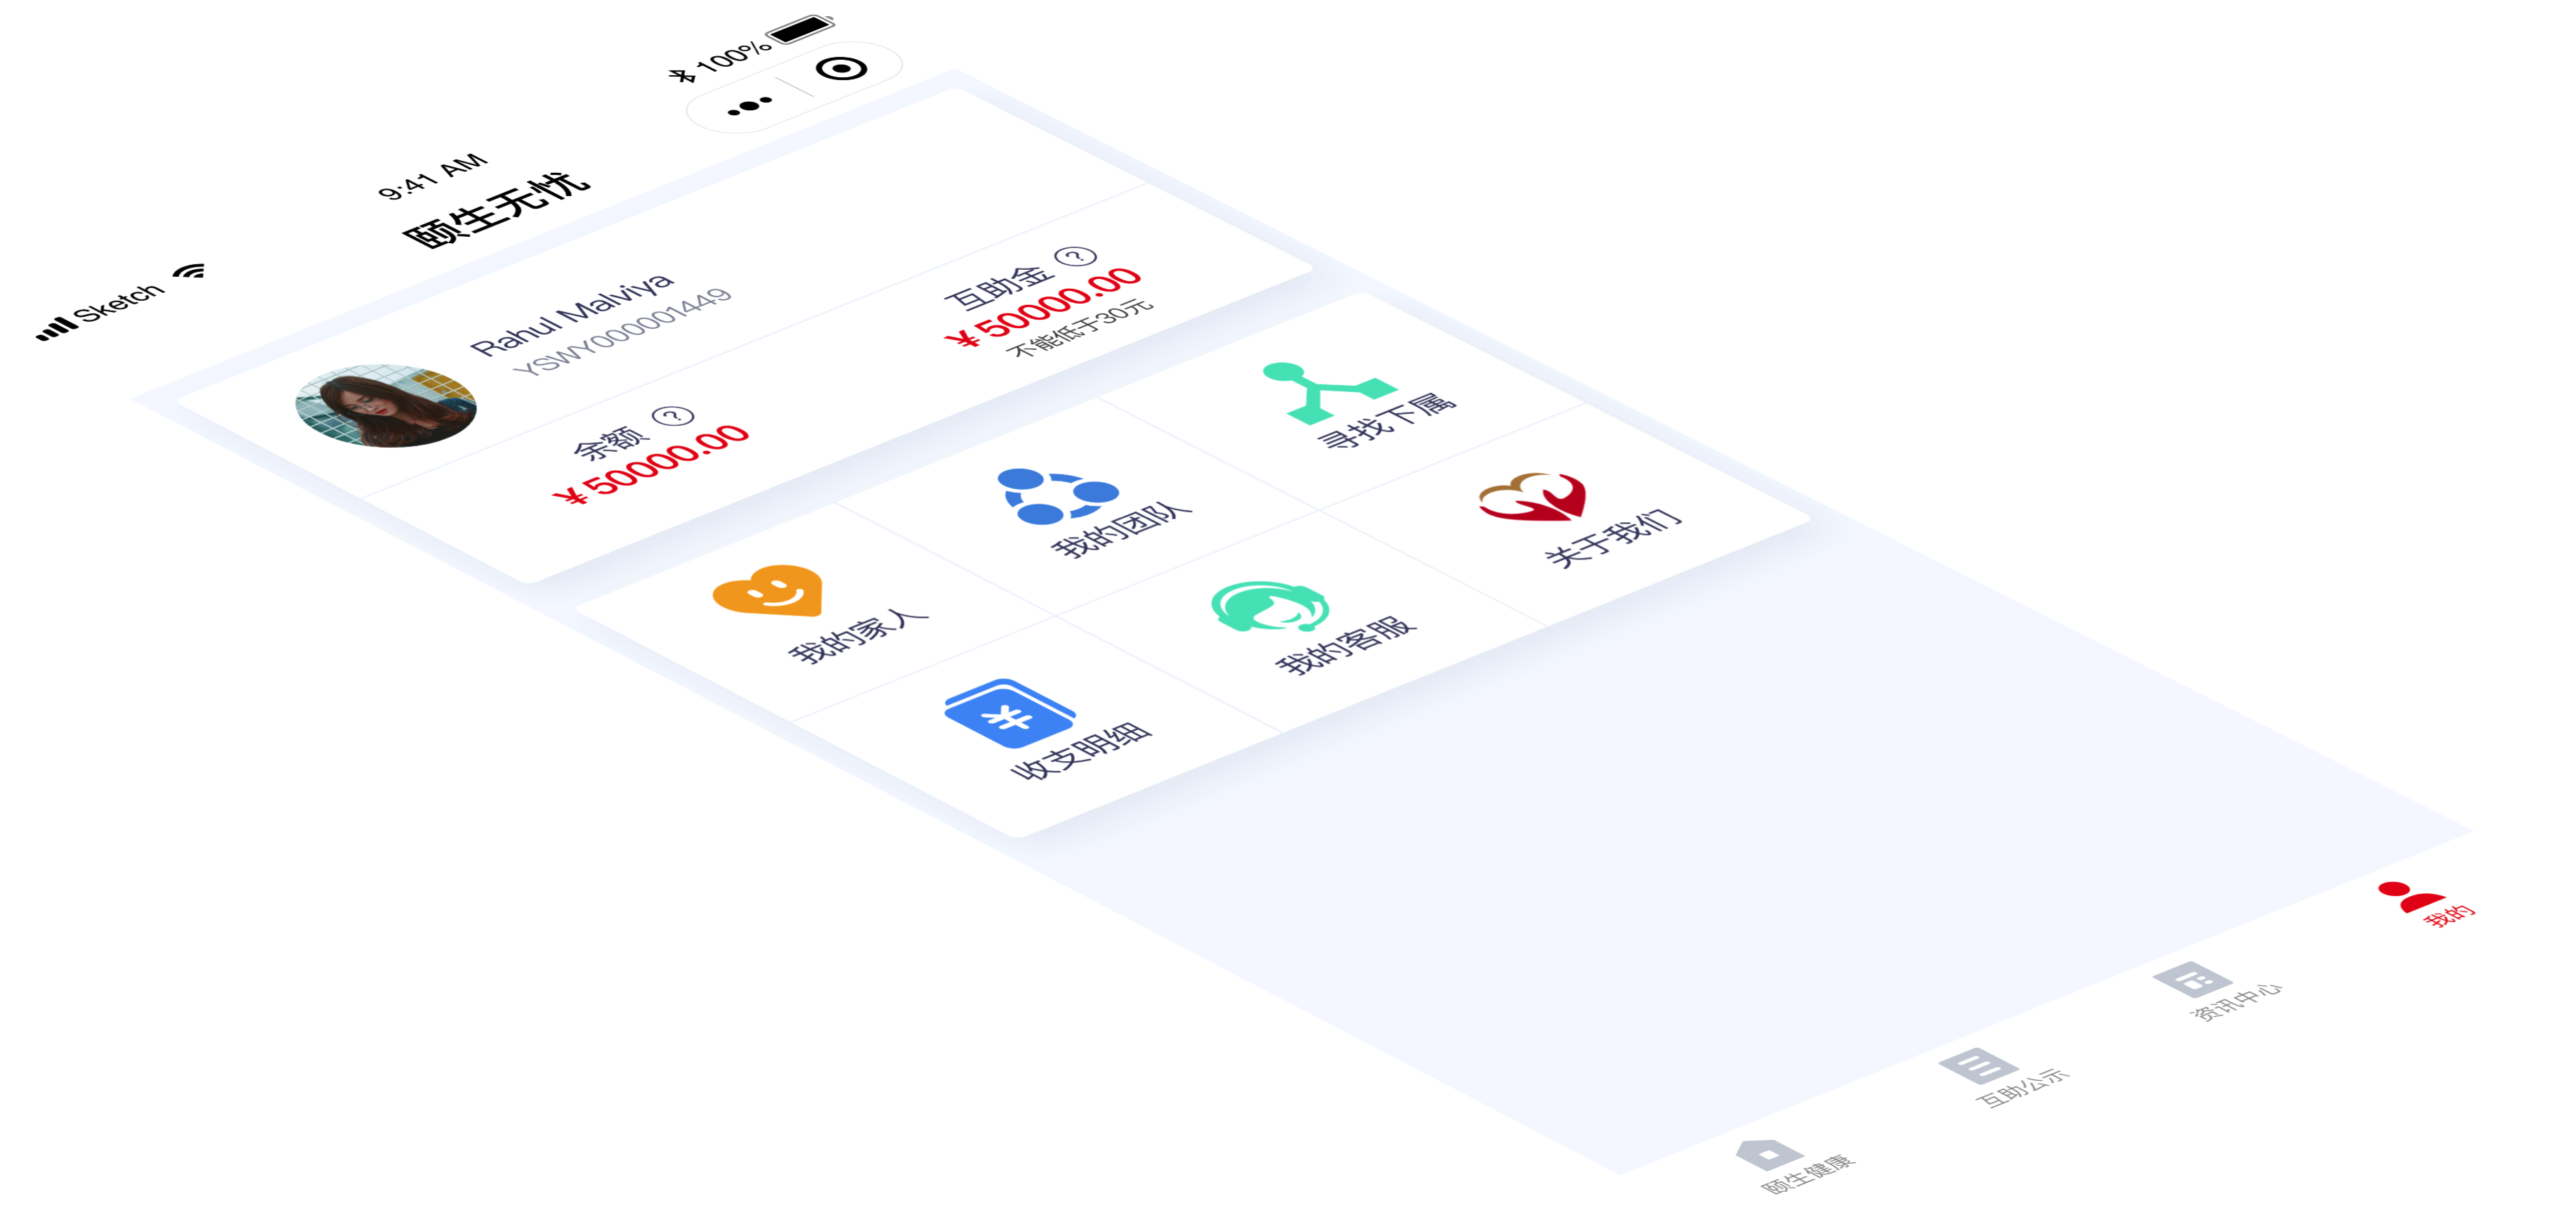 Sketch
9:41 AM
100%
颐生无忧
Rahul Malviya
YSWY000001449
余额 ?
￥50000.00
互助金 ?
￥50000.00
不能低于30元
我的家人
我的团队
寻找下属
收支明细
我的客服
关于我们
颐生健康
互助公示
资讯中心
我的